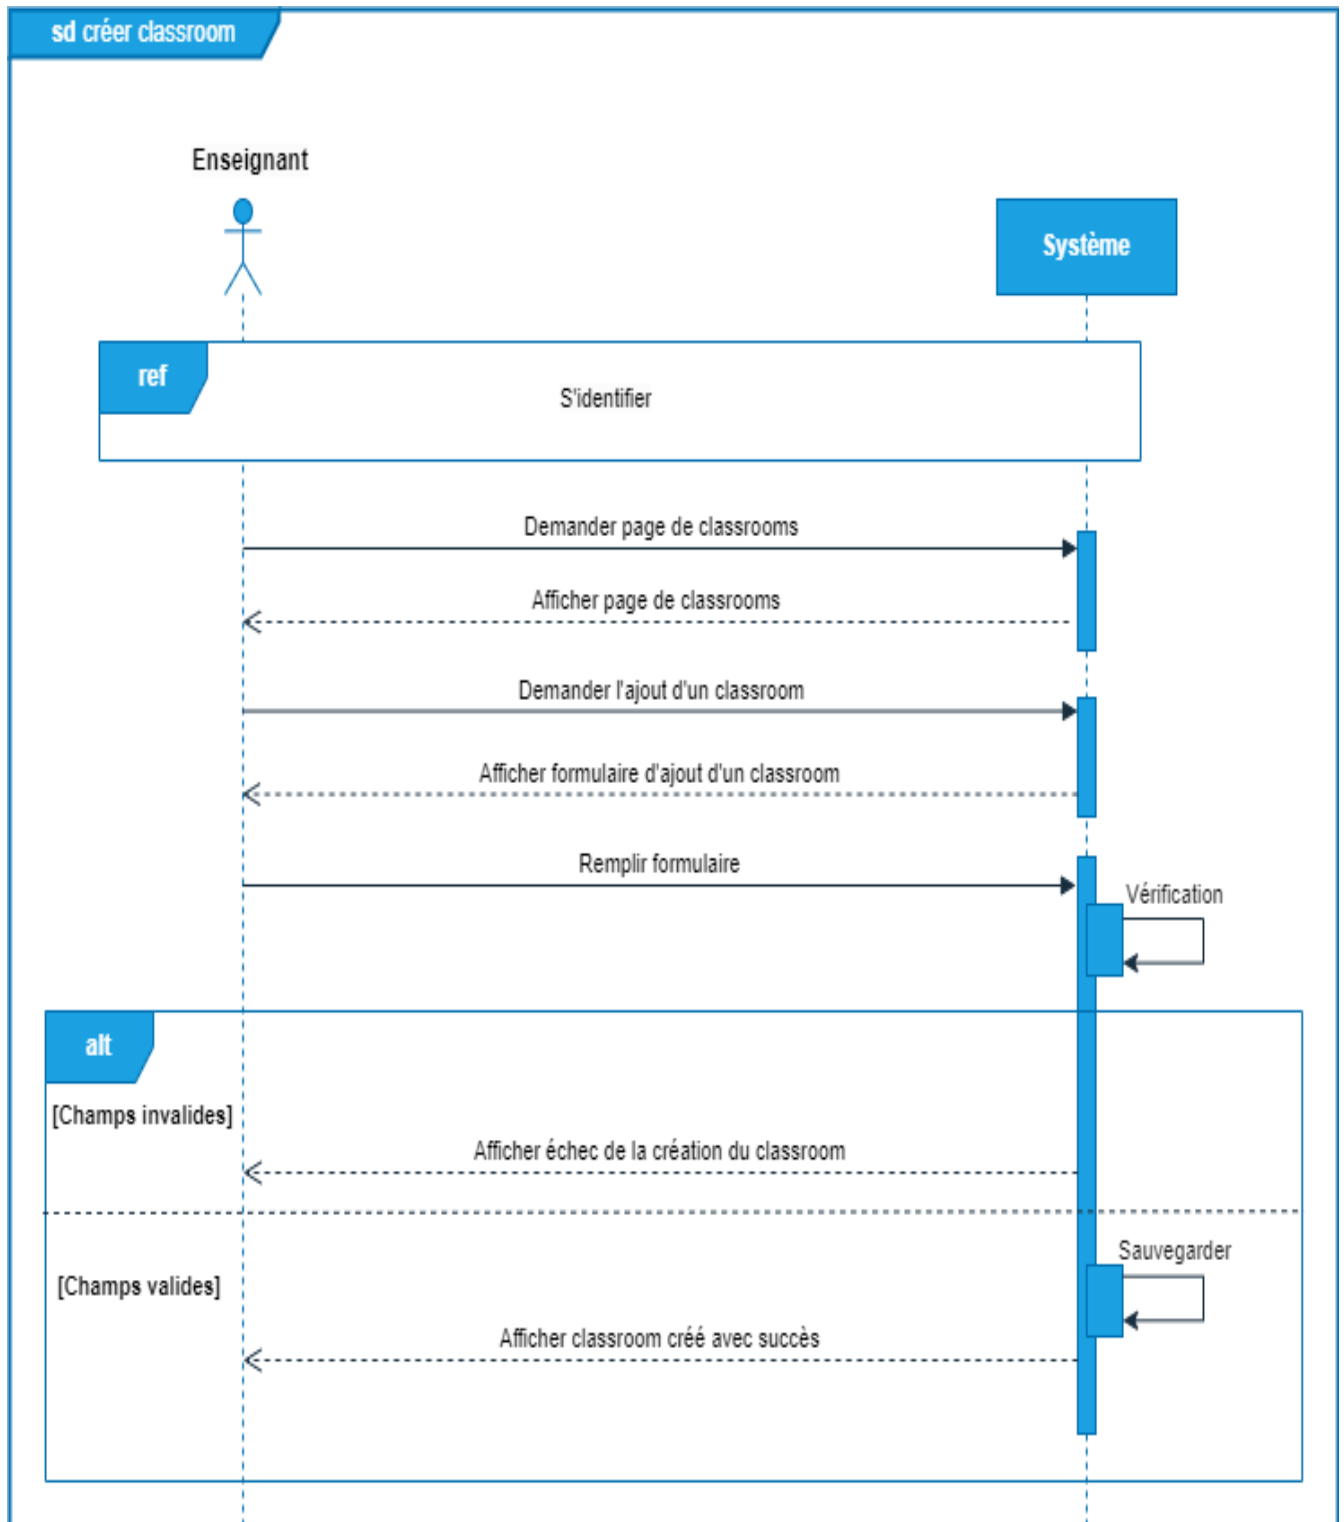 sd créer classroom
Enseignant
Système
ref
S'identifier
Demander page de classrooms
Afficher page de classrooms
Demander l'ajout d'un classroom
Afficher formulaire d'ajout d'un classroom
Remplir formulaire
Vérification
alt
[Champs invalides]
Afficher échec de la création du classroom
Sauvegarder
[Champs valides]
Afficher classroom créé avec succès